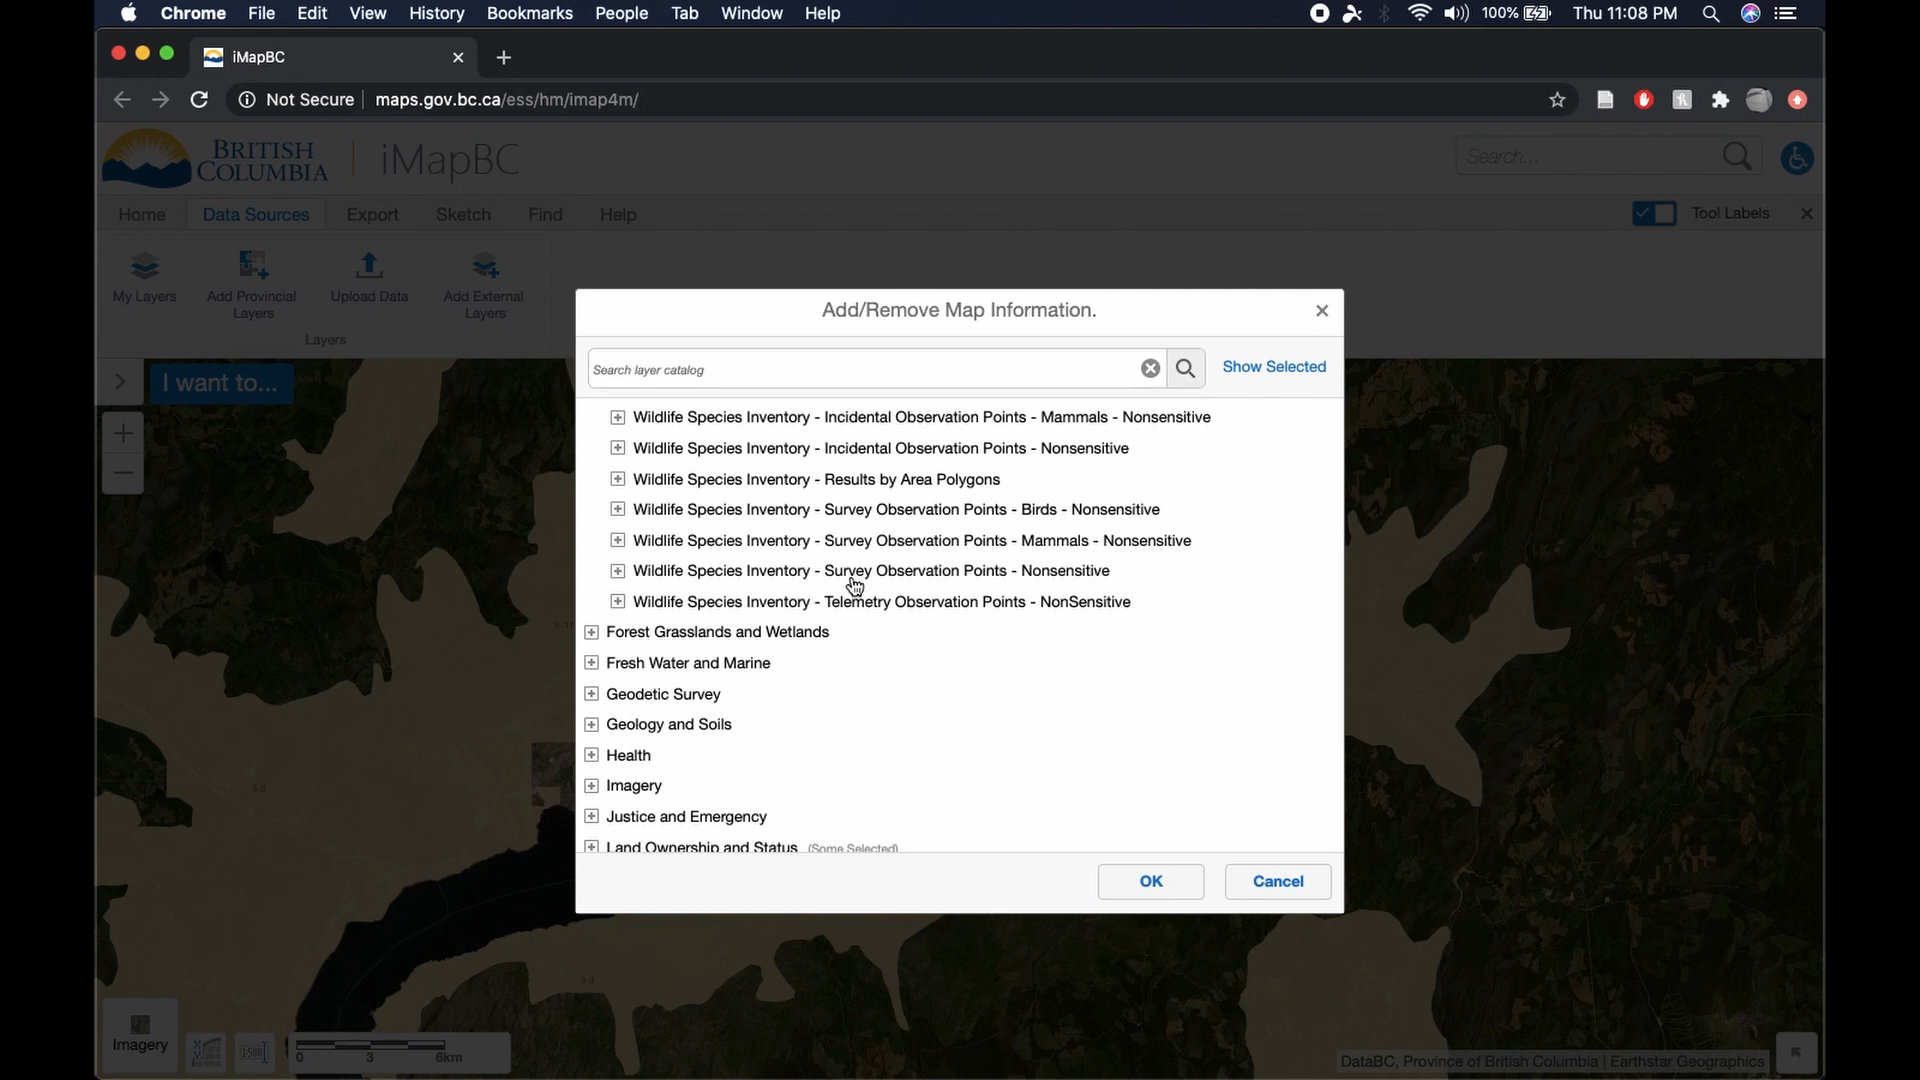 Chrome File Edit View History Bookmarks People Tab Window Help 100% Thu 11:08 PM
iMapBC
Not Secure maps.gov.bc.ca/ess/hm/imap4m/
BRITISH COLUMBIA iMapBC Search...
Home Data Sources Export Sketch Find Help Tool Labels
My Layers Add Provincial Layers Upload Data Add External Layers
Layers
I want to...
Add/Remove Map Information.
Search layer catalog Show Selected
Wildlife Species Inventory - Incidental Observation Points - Mammals - Nonsensitive
Wildlife Species Inventory - Incidental Observation Points - Nonsensitive
Wildlife Species Inventory - Results by Area Polygons
Wildlife Species Inventory - Survey Observation Points - Birds - Nonsensitive
Wildlife Species Inventory - Survey Observation Points - Mammals - Nonsensitive
Wildlife Species Inventory - Survey Observation Points - Nonsensitive
Wildlife Species Inventory - Telemetry Observation Points - NonSensitive
Forest Grasslands and Wetlands
Fresh Water and Marine
Geodetic Survey
Geology and Soils
Health
Imagery
Justice and Emergency
Land Ownership and Status (Some Selected)
OK Cancel
Imagery
0 3 6km
DataBC, Province of British Columbia | Earthstar Geographics